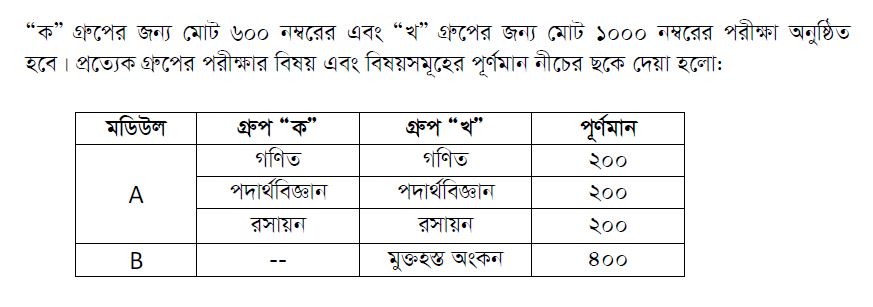 “ক” গ্রুপের জন্য মোট ৬০০ নম্বরের এবং “খ” গ্রুপের জন্য মোট ১০০০ নম্বরের পরীক্ষা অনুষ্ঠিত
হবে। প্রত্যেক গ্রুপের পরীক্ষার বিষয় এবং বিষয়সমূহের পূর্ণমান নীচের ছকে দেয়া হলো:
মডিউল গ্রুপ “ক” গ্রুপ “খ” পূর্ণমান
A গণিত গণিত ২০০
পদার্থবিজ্ঞান পদার্থবিজ্ঞান ২০০
রসায়ন রসায়ন ২০০
B -- মুক্তহস্ত অংকন ৪০০